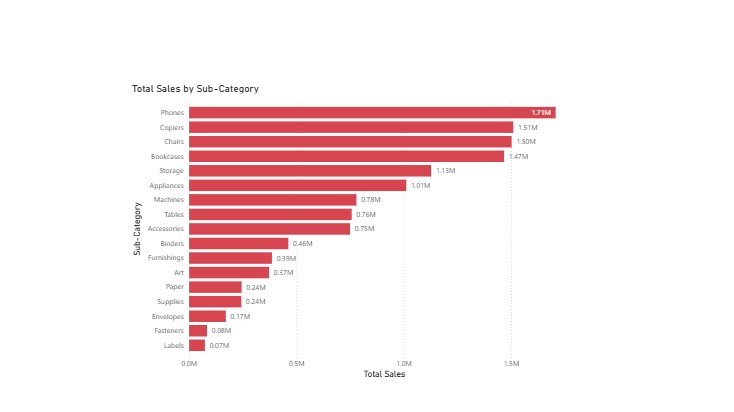 Total Sales by Sub-Category
Phones 1.71M
Copiers 1.51M
Chairs 1.50M
Bookcases 1.47M
Storage 1.13M
Appliances 1.01M
Machines 0.78M
Tables 0.76M
Accessories 0.75M
Binders 0.46M
Furnishings 0.39M
Art 0.37M
Paper 0.24M
Supplies 0.24M
Envelopes 0.17M
Fasteners 0.08M
Labels 0.07M
Sub-Category
0.0M 0.5M 1.0M 1.5M
Total Sales